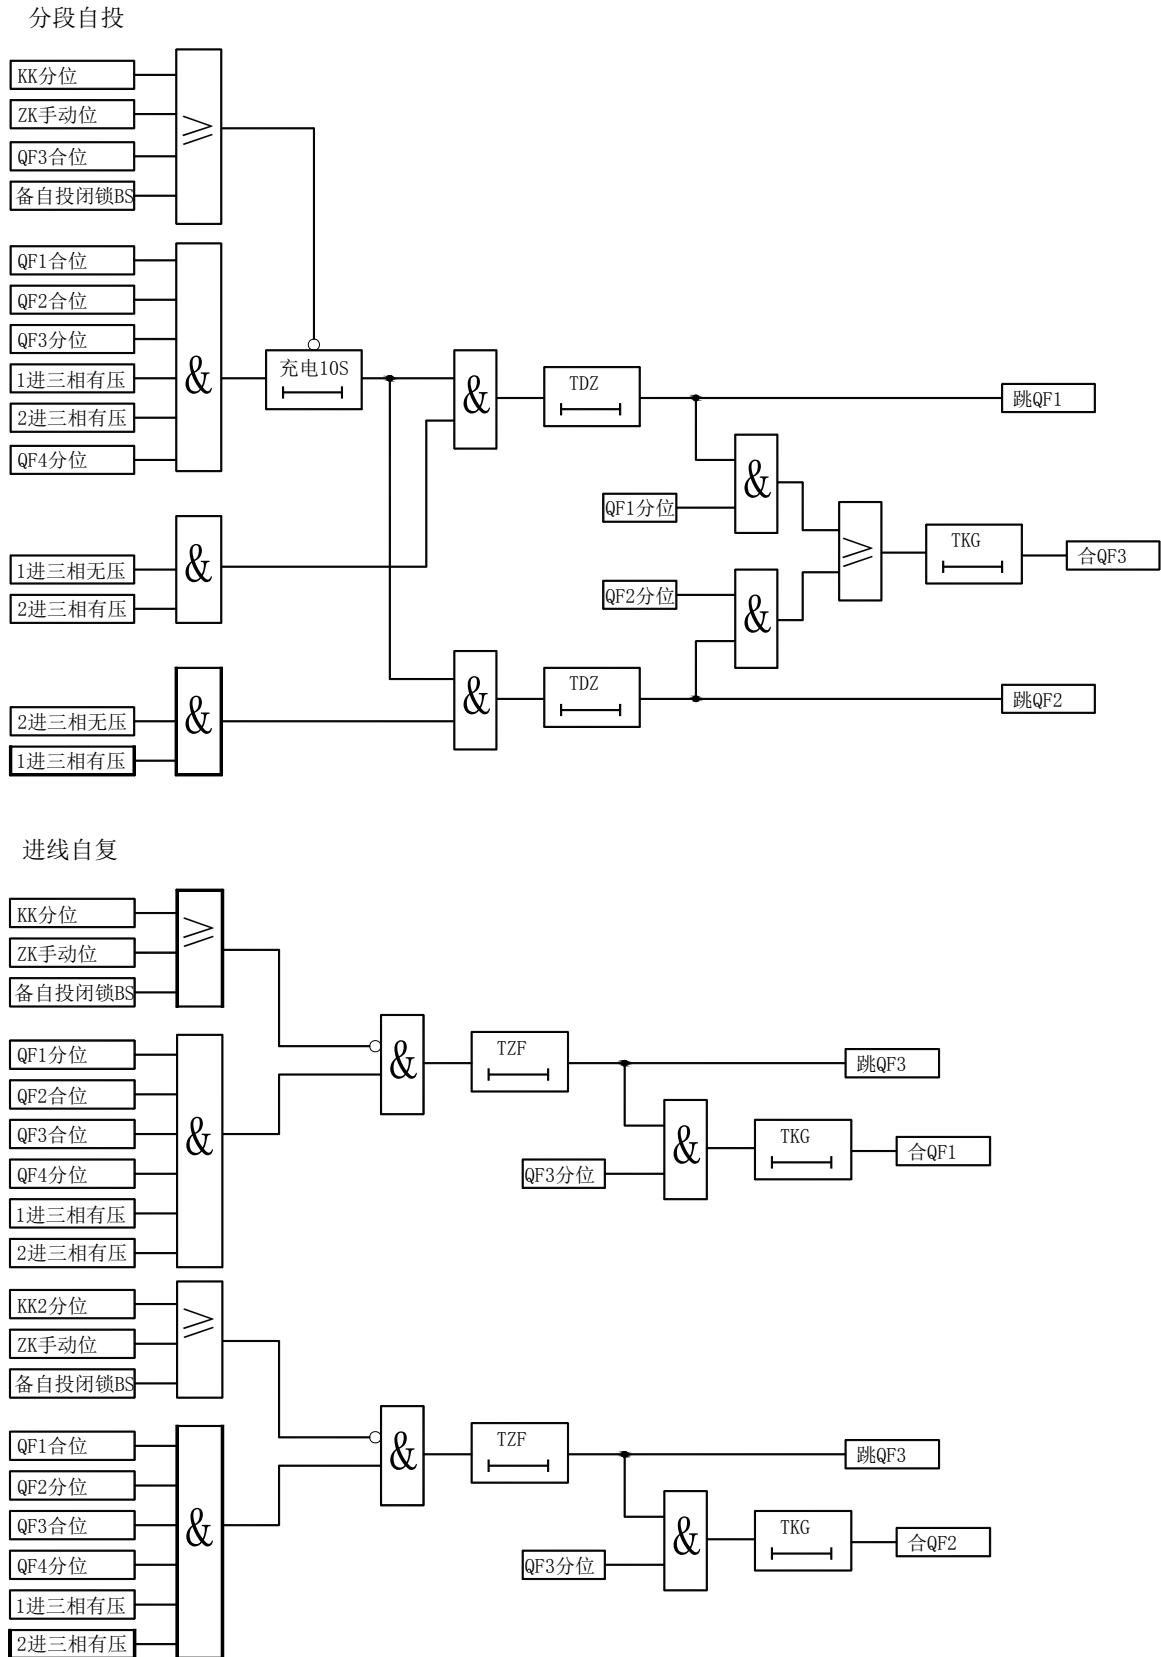 分段自投
KK分位
ZK手动位
QF3合位
备自投闭锁BS
≥
QF1合位
QF2合位
QF3分位
1进三相有压
2进三相有压
QF4分位
&
充电10S
&
TDZ
跳QF1
1进三相无压
2进三相有压
&
QF1分位
&
QF2分位
&
≥
TKG
合QF3
2进三相无压
1进三相有压
&
&
TDZ
跳QF2
进线自复
KK分位
ZK手动位
备自投闭锁BS
≥
QF1分位
QF2合位
QF3合位
QF4分位
1进三相有压
2进三相有压
&
&
TZF
跳QF3
QF3分位
&
TKG
合QF1
KK2分位
ZK手动位
备自投闭锁BS
≥
QF1合位
QF2分位
QF3合位
QF4分位
1进三相有压
2进三相有压
&
&
TZF
跳QF3
QF3分位
&
TKG
合QF2